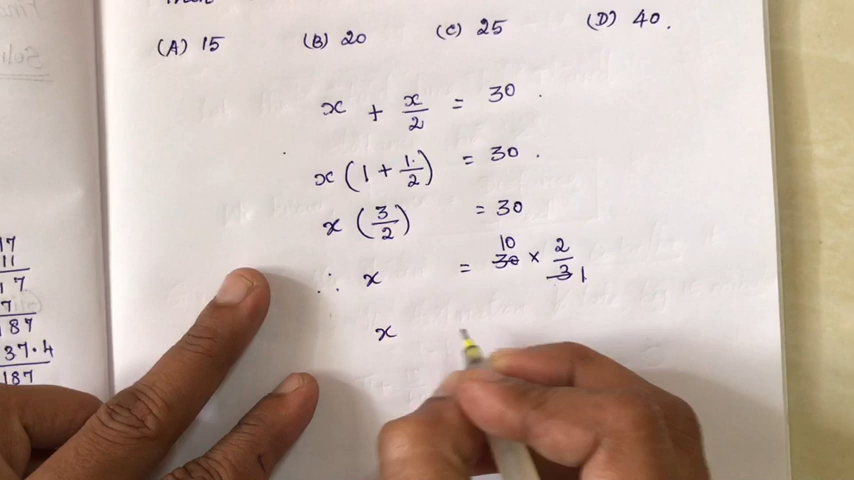 (A) 15 (B) 20 (C) 25 (D) 40.
x + x/2 = 30.
x (1 + 1/2) = 30.
x (3/2) = 30
10
∴ x = 30 × 2/3 1
x
17
11
17
7
187
37.4
187